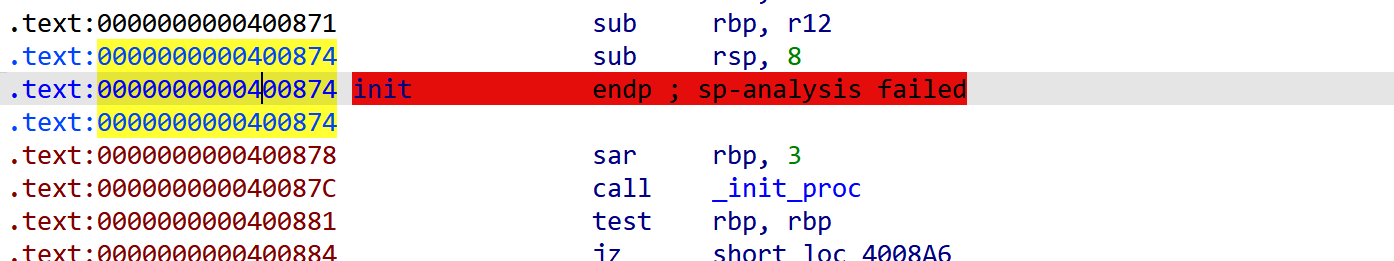 .text:0000000000400871 sub rbp, r12
.text:0000000000400874 sub rsp, 8
.text:0000000000400874 init endp ; sp-analysis failed
.text:0000000000400874
.text:0000000000400878 sar rbp, 3
.text:000000000040087C call _init_proc
.text:0000000000400881 test rbp, rbp
.text:0000000000400884 jz short loc_4008A6